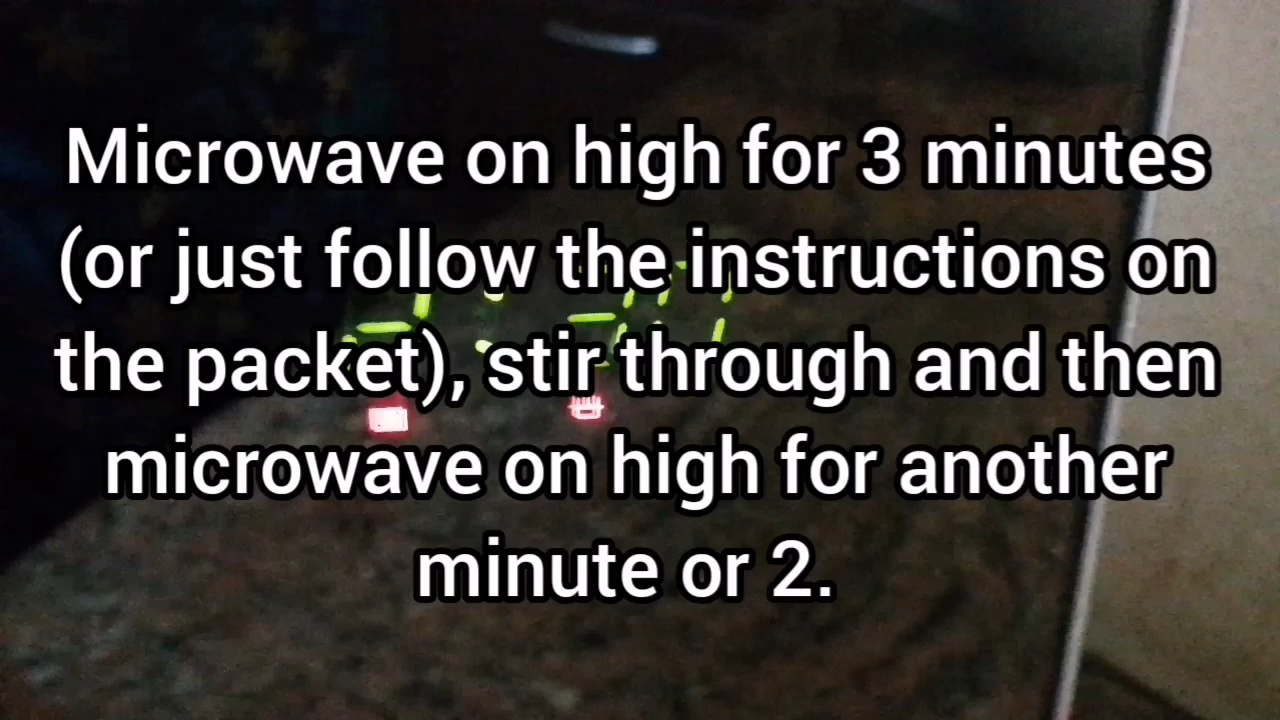 Microwave on high for 3 minutes
(or just follow the instructions on
the packet), stir through and then
microwave on high for another
minute or 2.